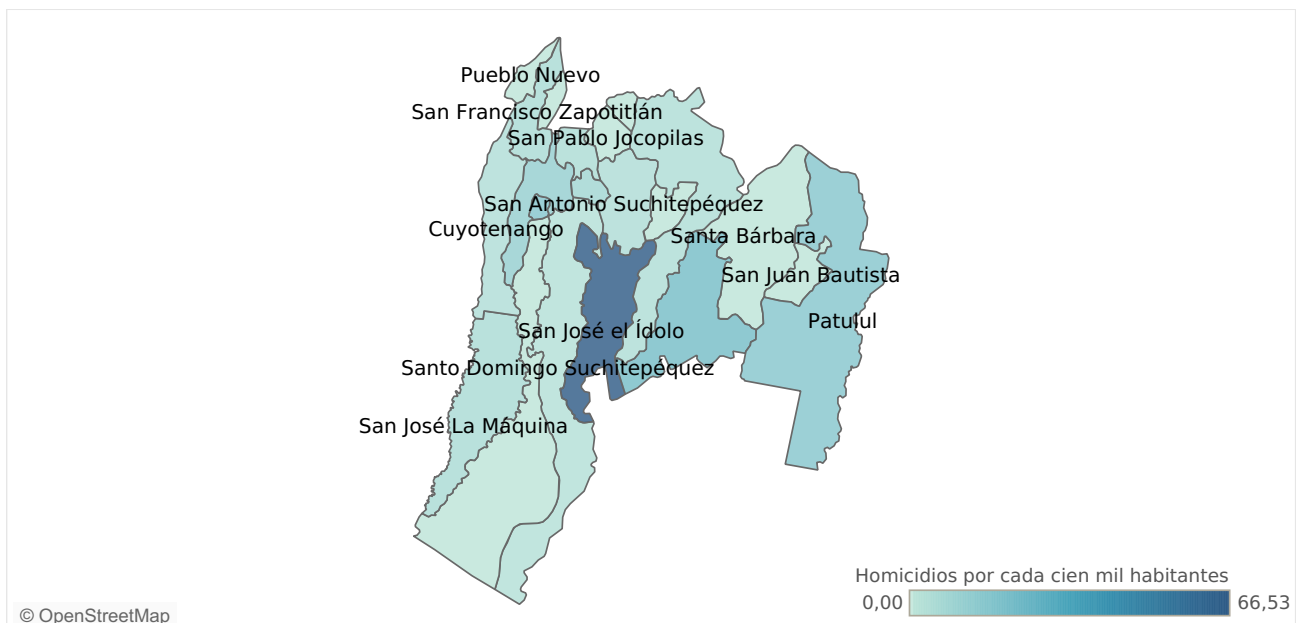 Pueblo Nuevo
San Francisco Zapotitlán
San Pablo Jocopilas
San Antonio Suchitepéquez
Cuyotenango
Santa Bárbara
San Juan Bautista
Patulul
San José el Ídolo
Santo Domingo Suchitepéquez
San José La Máquina
Homicidios por cada cien mil habitantes
0,00 66,53
© OpenStreetMap